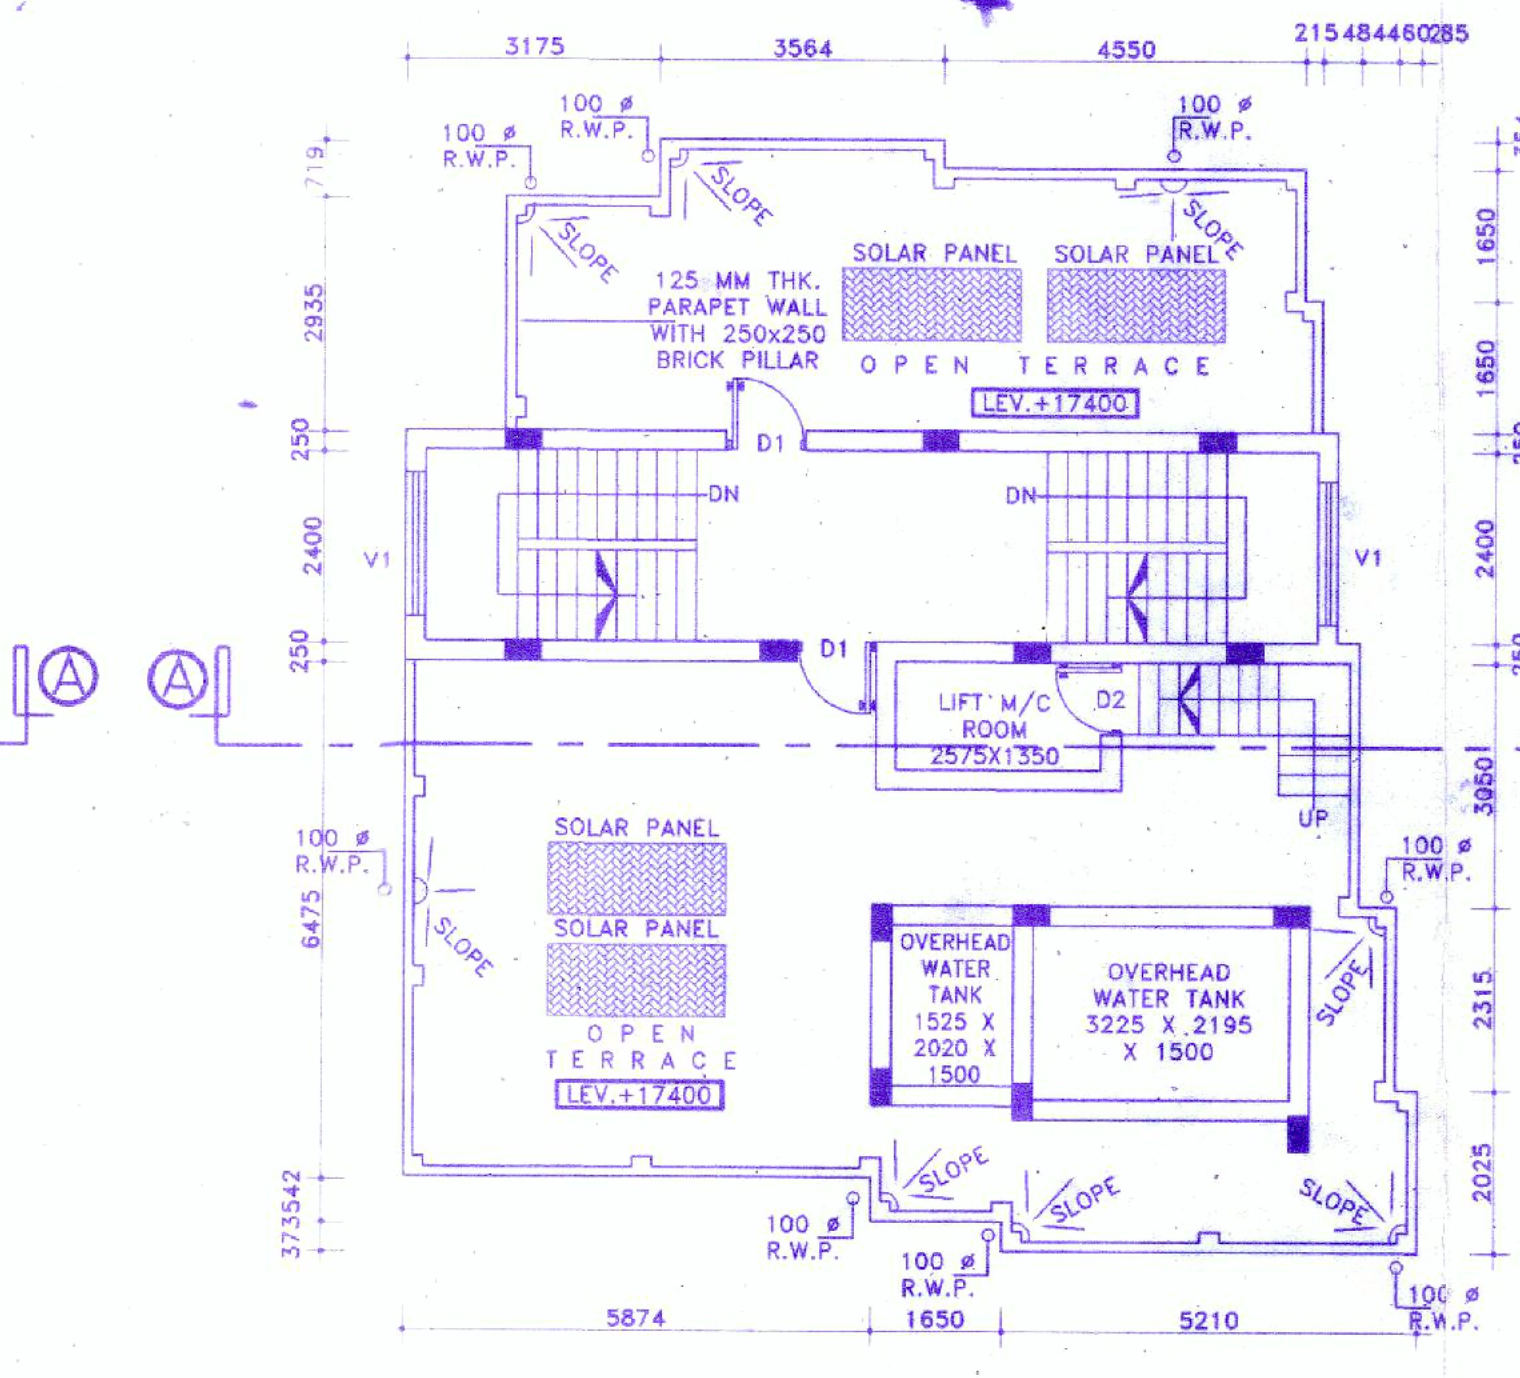 3175
3564
4550
215
484
460
285
100 ø
R.W.P.
100 ø
R.W.P.
100 ø
R.W.P.
719
SLOPE
SLOPE
SLOPE
1650
SOLAR PANEL
SOLAR PANEL
125 MM THK.
PARAPET WALL
WITH 250x250
BRICK PILLAR
2935
OPEN TERRACE
1650
LEV.+17400
250
D1
DN
DN
2400
V1
V1
2400
250
D1
A
A
LIFT M/C
ROOM
2575X1350
D2
3050
UP
SOLAR PANEL
100 ø
R.W.P.
100 ø
R.W.P.
6475
SLOPE
SOLAR PANEL
OVERHEAD
WATER
TANK
1525 X
2020 X
1500
OVERHEAD
WATER TANK
3225 X 2195
X 1500
SLOPE
2315
OPEN
TERRACE
LEV.+17400
SLOPE
SLOPE
SLOPE
2025
373542
100 ø
R.W.P.
100 ø
R.W.P.
100 ø
R.W.P.
5874
1650
5210